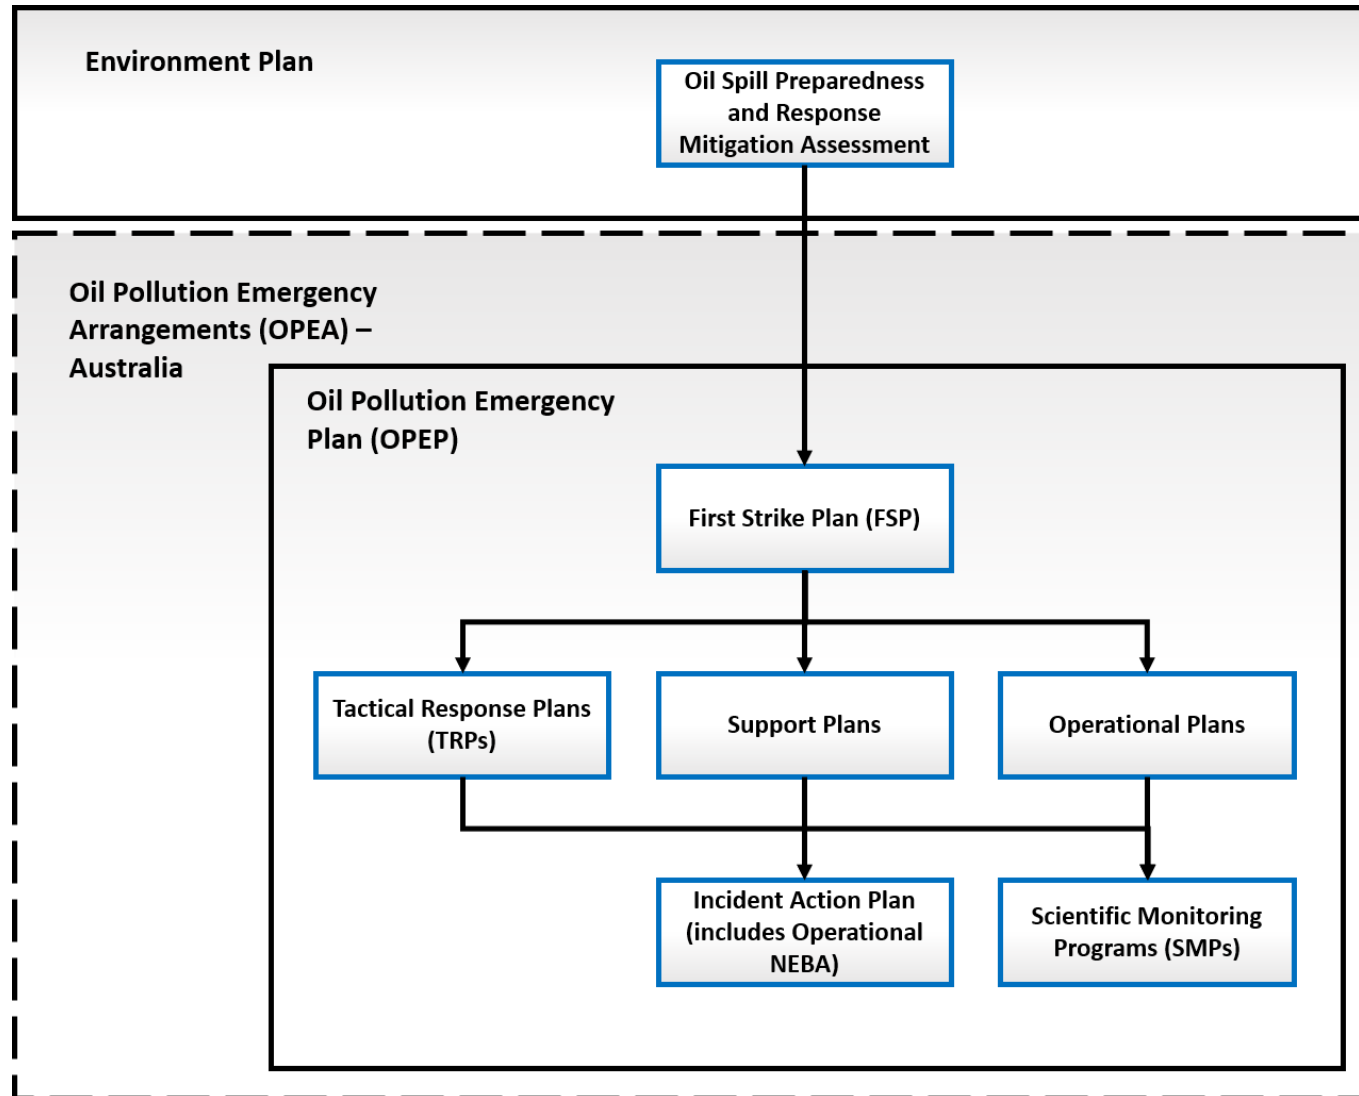 Environment Plan
Oil Spill Preparedness
and Response
Mitigation Assessment
Oil Pollution Emergency
Arrangements (OPEA) –
Australia
Oil Pollution Emergency
Plan (OPEP)
First Strike Plan (FSP)
Tactical Response Plans
(TRPs)
Support Plans
Operational Plans
Incident Action Plan
(includes Operational
NEBA)
Scientific Monitoring
Programs (SMPs)